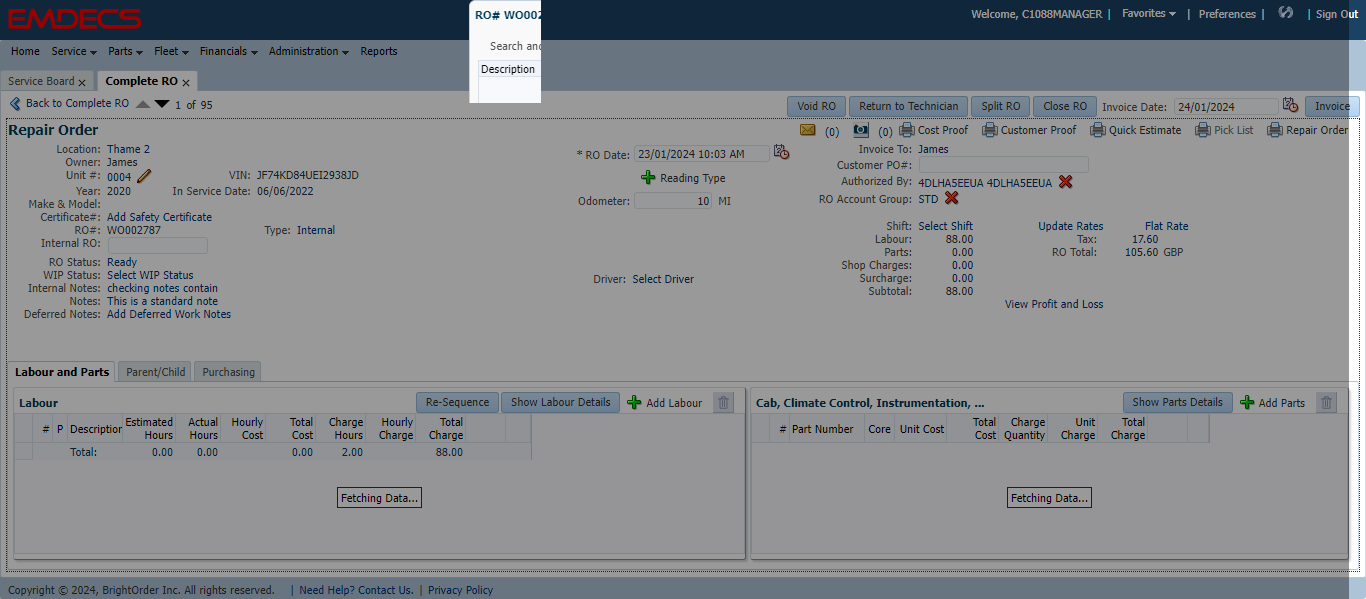 EMDECS
Welcome, C1088MANAGER | Favorites | Preferences | | Sign Out
RO# WO002
Search and
Description
Home Service Parts Fleet Financials Administration Reports
Service Board x Complete RO x
Back to Complete RO 1 of 95
Void RO Return to Technician Split RO Close RO Invoice Date: 24/01/2024 Invoice
Repair Order
(0) (0) Cost Proof Customer Proof Quick Estimate Pick List Repair Order
Location: Thame 2
Owner: James
Unit #: 0004 VIN: JF74KD84UEI2938JD
Year: 2020 In Service Date: 06/06/2022
Make & Model:
Certificate#: Add Safety Certificate
RO#: WO002787 Type: Internal
Internal RO:
RO Status: Ready
WIP Status: Select WIP Status
Internal Notes: checking notes contain
Notes: This is a standard note
Deferred Notes: Add Deferred Work Notes
* RO Date: 23/01/2024 10:03 AM
Reading Type
Odometer: 10 MI
Driver: Select Driver
Invoice To: James
Customer PO#:
Authorized By: 4DLHA5EEUA 4DLHA5EEUA
RO Account Group: STD
Shift: Select Shift Update Rates Flat Rate
Labour: 88.00 Tax: 17.60
Parts: 0.00 RO Total: 105.60 GBP
Shop Charges: 0.00
Surcharge: 0.00
Subtotal: 88.00
View Profit and Loss
Labour and Parts Parent/Child Purchasing
Labour Re-Sequence Show Labour Details Add Labour
# P Description Estimated Hours Actual Hours Hourly Cost Total Cost Charge Hours Hourly Charge Total Charge
Total: 0.00 0.00 0.00 2.00 88.00
Fetching Data...
Cab, Climate Control, Instrumentation, ... Show Parts Details Add Parts
# Part Number Core Unit Cost Total Cost Charge Quantity Unit Charge Total Charge
Fetching Data...
Copyright © 2024, BrightOrder Inc. All rights reserved. | Need Help? Contact Us. | Privacy Policy